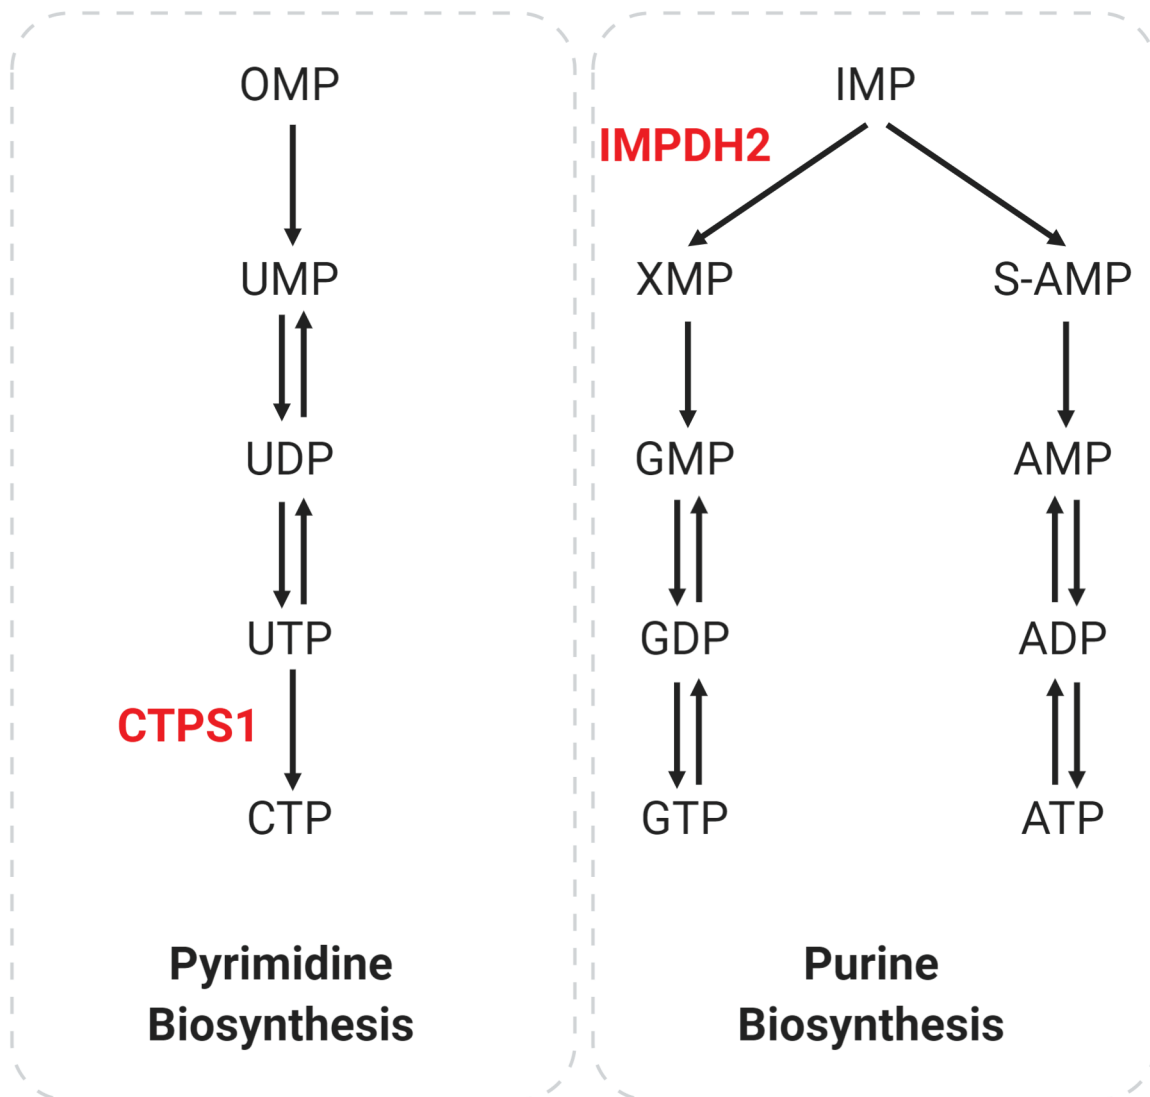 OMP
UMP
UDP
UTP
CTPS1
CTP
Pyrimidine
Biosynthesis
IMP
IMPDH2
XMP
S-AMP
GMP
AMP
GDP
ADP
GTP
ATP
Purine
Biosynthesis